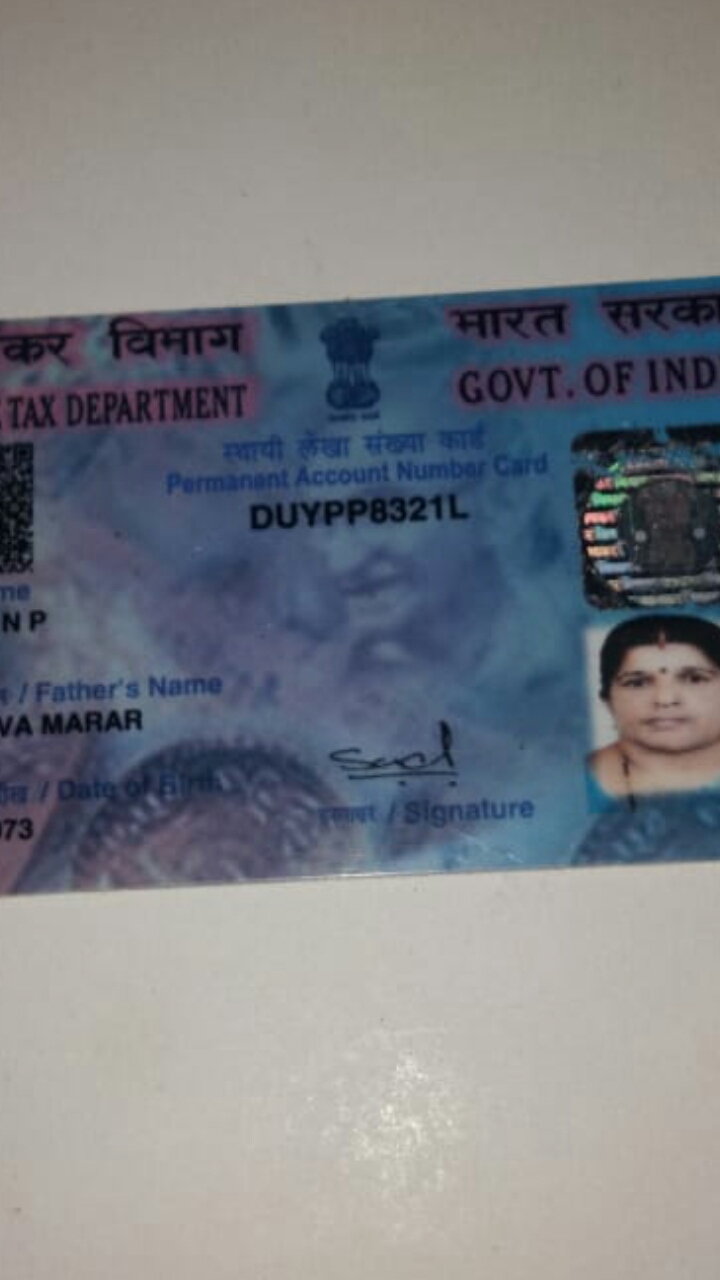 कर विभाग
TAX DEPARTMENT
भारत सरका
GOVT. OF IND
स्थायी लेखा संख्या कार्ड
Permanent Account Number Card
DUYPP8321L
me
N P
/ Father's Name
VA MARAR
/ Date of Birth
073
/ Signature